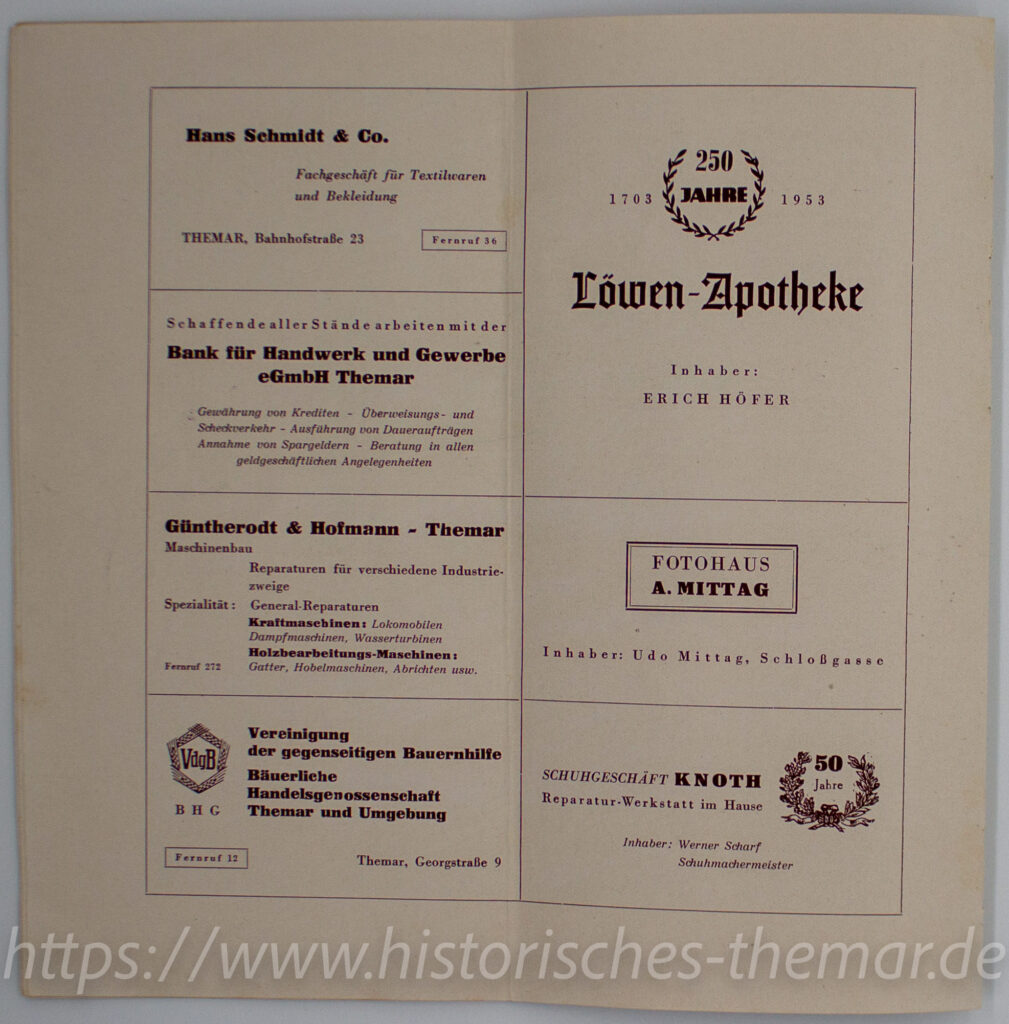 Hans Schmidt & Co.
Fachgeschäft für Textilwaren
und Bekleidung
THEMAR, Bahnhofstraße 23
Fernruf 36
Schaffende aller Stände arbeiten mit der
Bank für Handwerk und Gewerbe
eGmbH Themar
Gewährung von Krediten - Überweisungs- und
Scheckverkehr - Ausführung von Daueraufträgen
Annahme von Spargeldern - Beratung in allen
geldgeschäftlichen Angelegenheiten
Güntherodt & Hofmann - Themar
Maschinenbau
Reparaturen für verschiedene Industrie-
zweige
Spezialität: General-Reparaturen
Kraftmaschinen: Lokomobilen
Dampfmaschinen, Wasserturbinen
Holzbearbeitungs-Maschinen:
Fernruf 272 Gatter, Hobelmaschinen, Abrichten usw.
VdgB
B H G
Vereinigung
der gegenseitigen Bauernhilfe
Bäuerliche
Handelsgenossenschaft
Themar und Umgebung
Fernruf 12
Themar, Georgstraße 9
250
1703 JAHRE 1953
Löwen-Apotheke
Inhaber:
ERICH HÖFER
FOTOHAUS
A. MITTAG
Inhaber: Udo Mittag, Schloßgasse
SCHUHGESCHÄFT KNOTH
Reparatur-Werkstatt im Hause
50
Jahre
Inhaber: Werner Scharf
Schuhmachermeister
https://www.historisches-themar.de